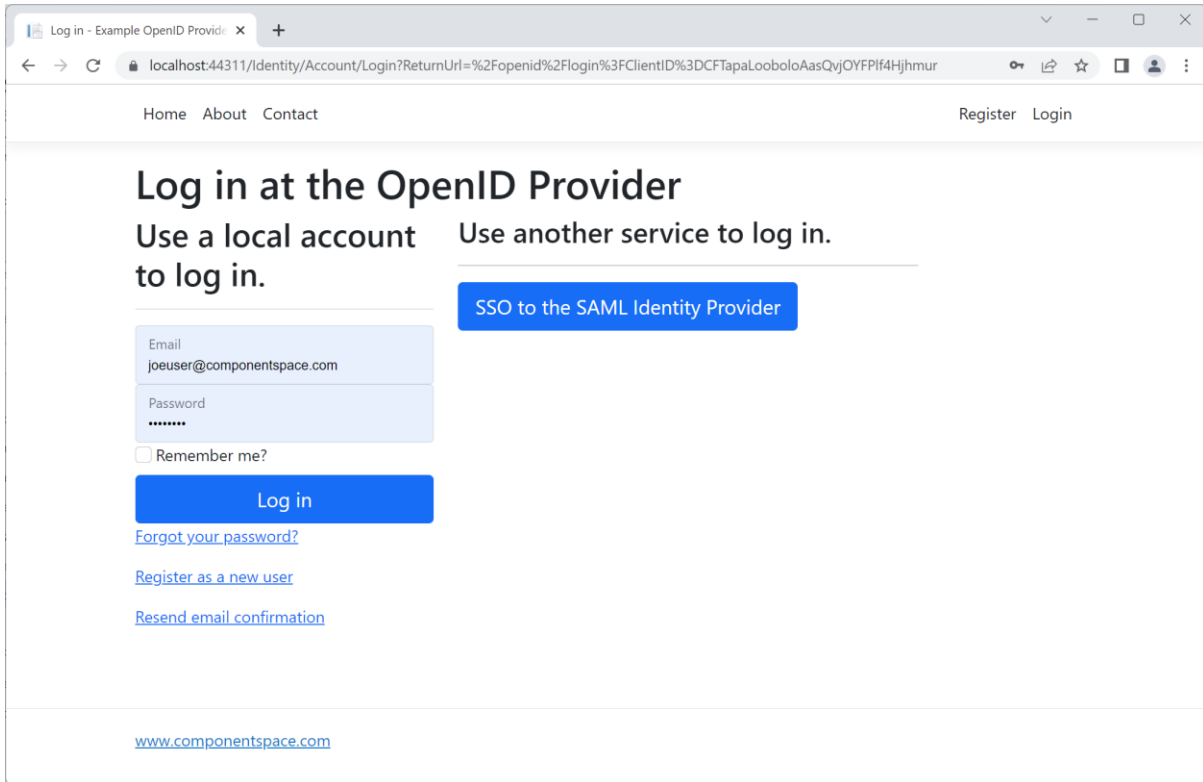 Log in - Example OpenID Provide
localhost:44311/Identity/Account/Login?ReturnUrl=%2Fopenid%2Flogin%3FClientID%3DCFTapaLooboloAasQvjOYFPlf4Hjhmur
Home About Contact Register Login
Log in at the OpenID Provider
Use a local account
to log in.
Email
joeuser@componentspace.com
Password
••••••••
Remember me?
Log in
Forgot your password?
Register as a new user
Resend email confirmation
Use another service to log in.
SSO to the SAML Identity Provider
www.componentspace.com